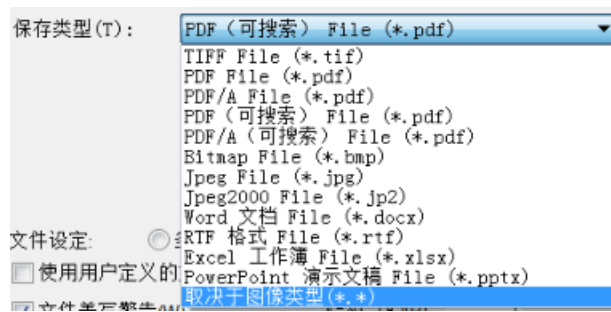 保存类型(T): PDF（可搜索） File (*.pdf)
TIFF File (*.tif)
PDF File (*.pdf)
PDF/A File (*.pdf)
PDF（可搜索） File (*.pdf)
PDF/A（可搜索） File (*.pdf)
Bitmap File (*.bmp)
Jpeg File (*.jpg)
Jpeg2000 File (*.jp2)
Word 文档 File (*.docx)
文件设定:
RTF 格式 File (*.rtf)
Excel 工作簿 File (*.xlsx)
使用用户定义的
PowerPoint 演示文稿 File (*.pptx)
取决于图像类型(*.*)